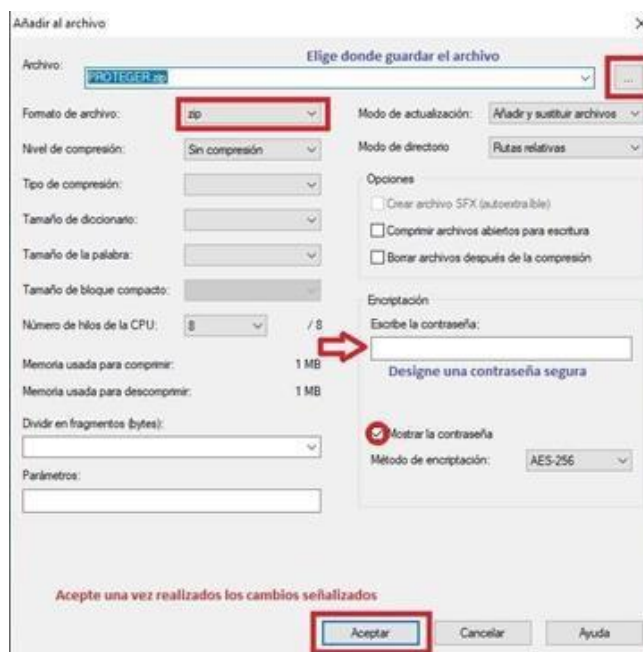 Añadir al archivo
Elige donde guardar el archivo
Archivo:
PROTEGER.zip
...
Formato de archivo:
zip
Modo de actualización:
Añadir y sustituir archivos
Nivel de compresión:
Sin compresión
Modo de directorio
Rutas relativas
Tipo de compresión:
Opciones
Crear archivo SFX (autoextraíble)
Tamaño de diccionario:
Comprimir archivos abiertos para escritura
Tamaño de la palabra:
Borrar archivos después de la compresión
Tamaño de bloque compacto:
Encriptación
Número de hilos de la CPU:
8
/ 8
Escribe la contraseña:
Memoria usada para comprimir:
1 MB
Designe una contraseña segura
Memoria usada para descomprimir:
1 MB
Dividir en fragmentos (bytes):
Mostrar la contraseña
Método de encriptación:
AES-256
Parámetros:
Acepte una vez realizados los cambios señalizados
Aceptar
Cancelar
Ayuda